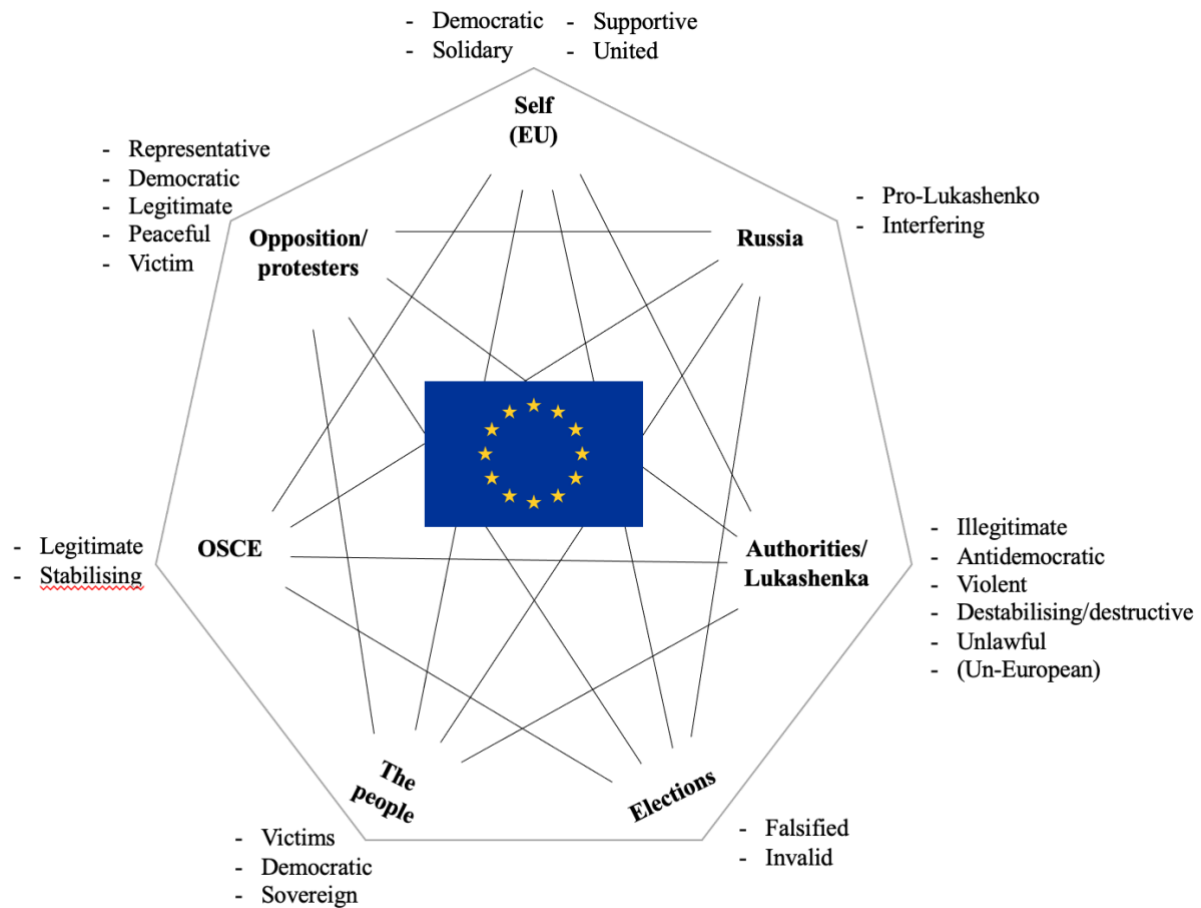 - Democratic
- Solidary
- Supportive
- United
Self
(EU)
- Representative
- Democratic
- Legitimate
- Peaceful
- Victim
Opposition/
protesters
Russia
- Pro-Lukashenko
- Interfering
- Legitimate
- Stabilising
OSCE
Authorities/
Lukashenka
- Illegitimate
- Antidemocratic
- Violent
- Destabilising/destructive
- Unlawful
- (Un-European)
The
people
Elections
- Victims
- Democratic
- Sovereign
- Falsified
- Invalid